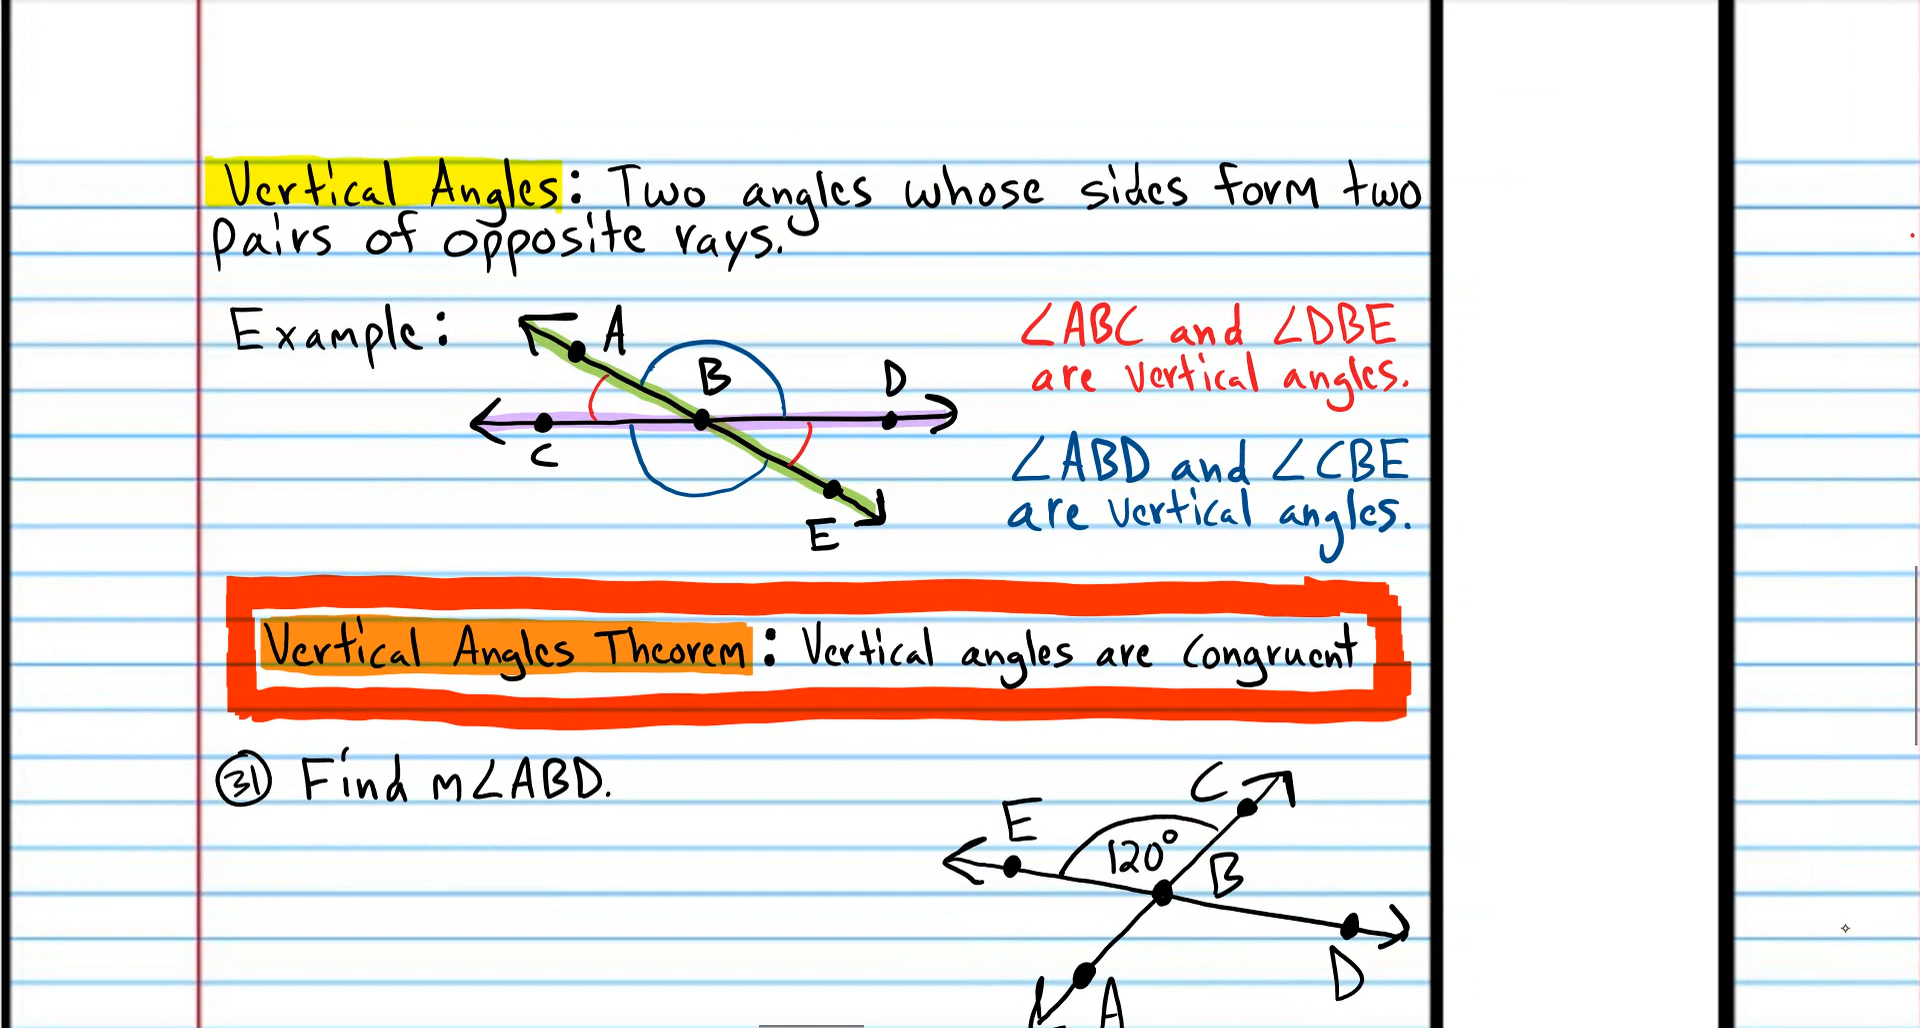 Vertical Angles: Two angles whose sides form two
pairs of opposite rays.
Example:
A
B
D
C
E
∠ABC and ∠DBE
are vertical angles.
∠ABD and ∠CBE
are vertical angles.
Vertical Angles Theorem: Vertical angles are congruent
31 Find m∠ABD.
C
E
120°
B
D
A